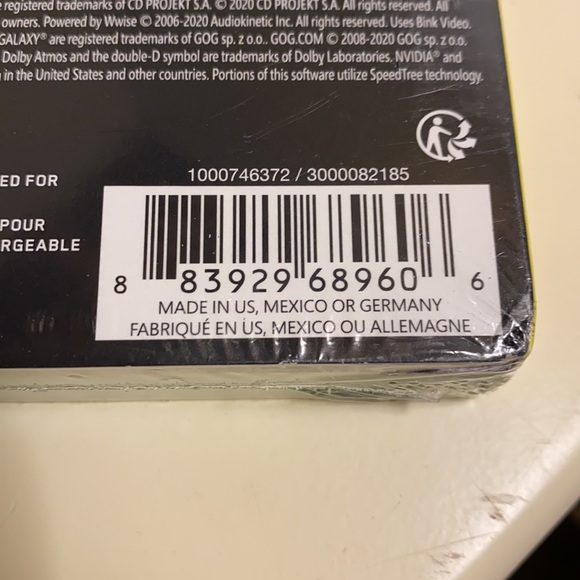 registered trademarks of CD PROJEKT S.A. © 2020 CD PROJEKT S.A. All rights reserved. All
owners. Powered by Wwise © 2006-2020 Audiokinetic Inc. All rights reserved. Uses Bink Video.
GALAXY® are registered trademarks of GOG sp. z o.o.. GOG.COM © 2008-2020 GOG sp. z o.o.
Dolby Atmos and the double-D symbol are trademarks of Dolby Laboratories. NVIDIA® and
in the United States and other countries. Portions of this software utilize SpeedTree technology.
ED FOR
POUR
RGEABLE
1000746372 / 3000082185
8 83929 68960 6
MADE IN US, MEXICO OR GERMANY
FABRIQUÉ EN US, MEXICO OU ALLEMAGNE